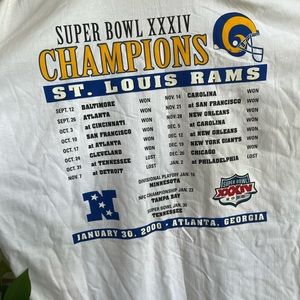 SUPER BOWL XXXIV
CHAMPIONS
ST. LOUIS RAMS
SEPT. 12 BALTIMORE WON
SEPT. 26 ATLANTA WON
OCT. 3 at CINCINNATI WON
OCT. 10 SAN FRANCISCO WON
OCT. 17 at ATLANTA WON
OCT. 24 CLEVELAND WON
OCT. 31 at TENNESSEE LOST
NOV. 7 at DETROIT LOST
NOV. 14 CAROLINA WON
NOV. 21 at SAN FRANCISCO WON
NOV. 28 NEW ORLEANS WON
DEC. 5 at CAROLINA WON
DEC. 12 at NEW ORLEANS WON
DEC. 19 NEW YORK GIANTS WON
DEC. 26 CHICAGO WON
JAN. 2 at PHILADELPHIA LOST
DIVISIONAL PLAYOFF JAN. 16
MINNESOTA
NFC CHAMPIONSHIP JAN. 23
TAMPA BAY
SUPER BOWL JAN. 30
TENNESSEE
N
SUPER BOWL
XXXIV
JANUARY 30, 2000 • ATLANTA, GEORGIA